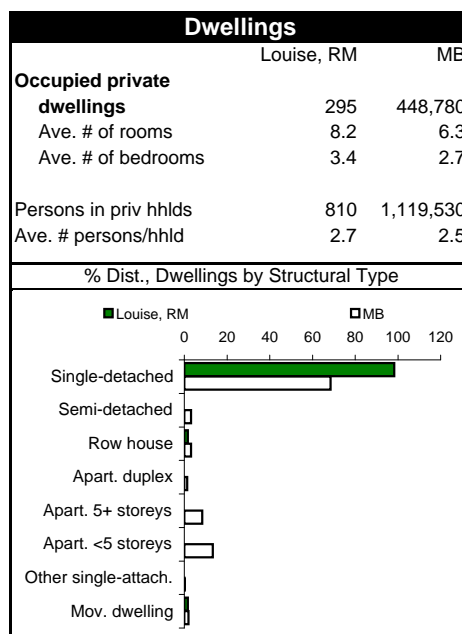 Dwellings
Louise, RM MB
Occupied private
dwellings 295 448,780
Ave. # of rooms 8.2 6.3
Ave. # of bedrooms 3.4 2.7
Persons in priv hhlds 810 1,119,530
Ave. # persons/hhld 2.7 2.5
% Dist., Dwellings by Structural Type
Louise, RM MB
0 20 40 60 80 100 120
Single-detached
Semi-detached
Row house
Apart. duplex
Apart. 5+ storeys
Apart. <5 storeys
Other single-attach.
Mov. dwelling